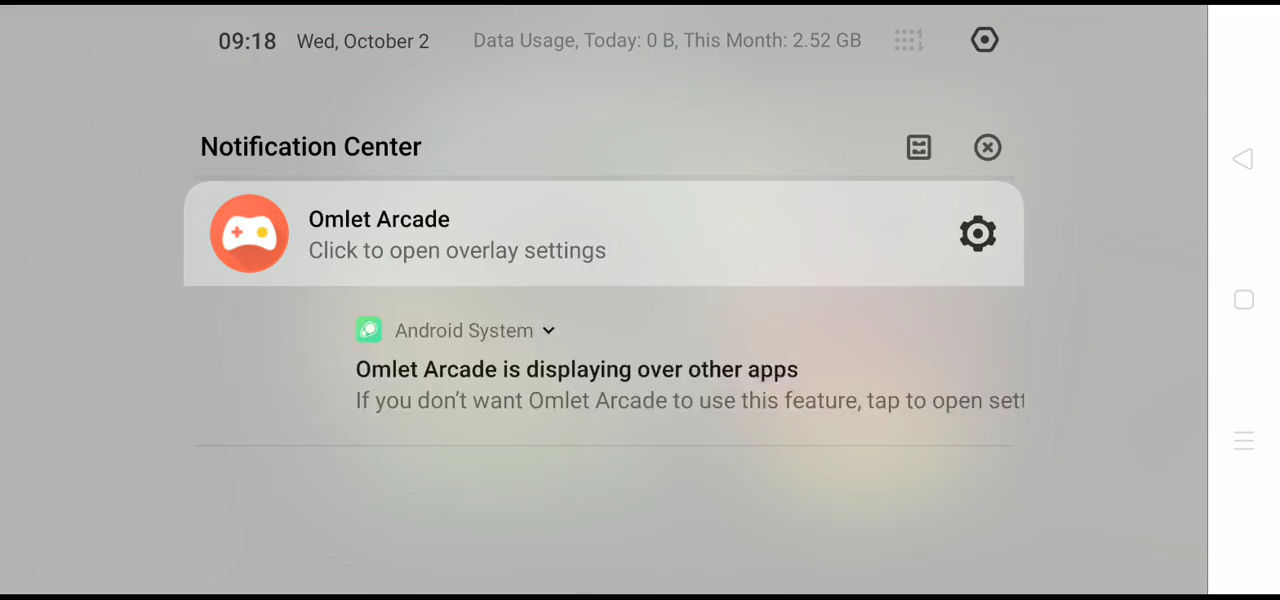 09:18 Wed, October 2 Data Usage, Today: 0 B, This Month: 2.52 GB
Notification Center
Omlet Arcade
Click to open overlay settings
Android System
Omlet Arcade is displaying over other apps
If you don't want Omlet Arcade to use this feature, tap to open sett